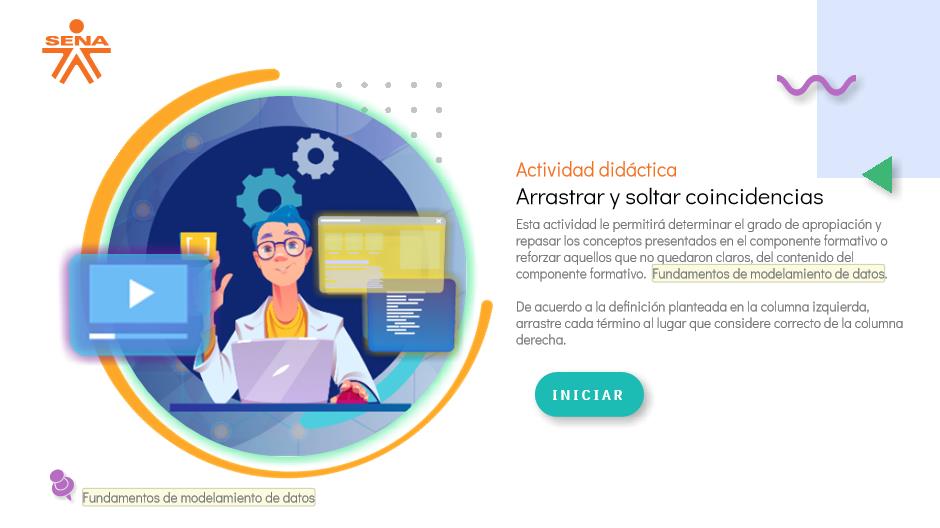 SENA
Actividad didáctica
Arrastrar y soltar coincidencias
Esta actividad le permitirá determinar el grado de apropiación y
repasar los conceptos presentados en el componente formativo o
reforzar aquellos que no quedaron claros, del contenido del
componente formativo. Fundamentos de modelamiento de datos.
De acuerdo a la definición planteada en la columna izquierda,
arrastre cada término al lugar que considere correcto de la columna
derecha.
INICIAR
Fundamentos de modelamiento de datos